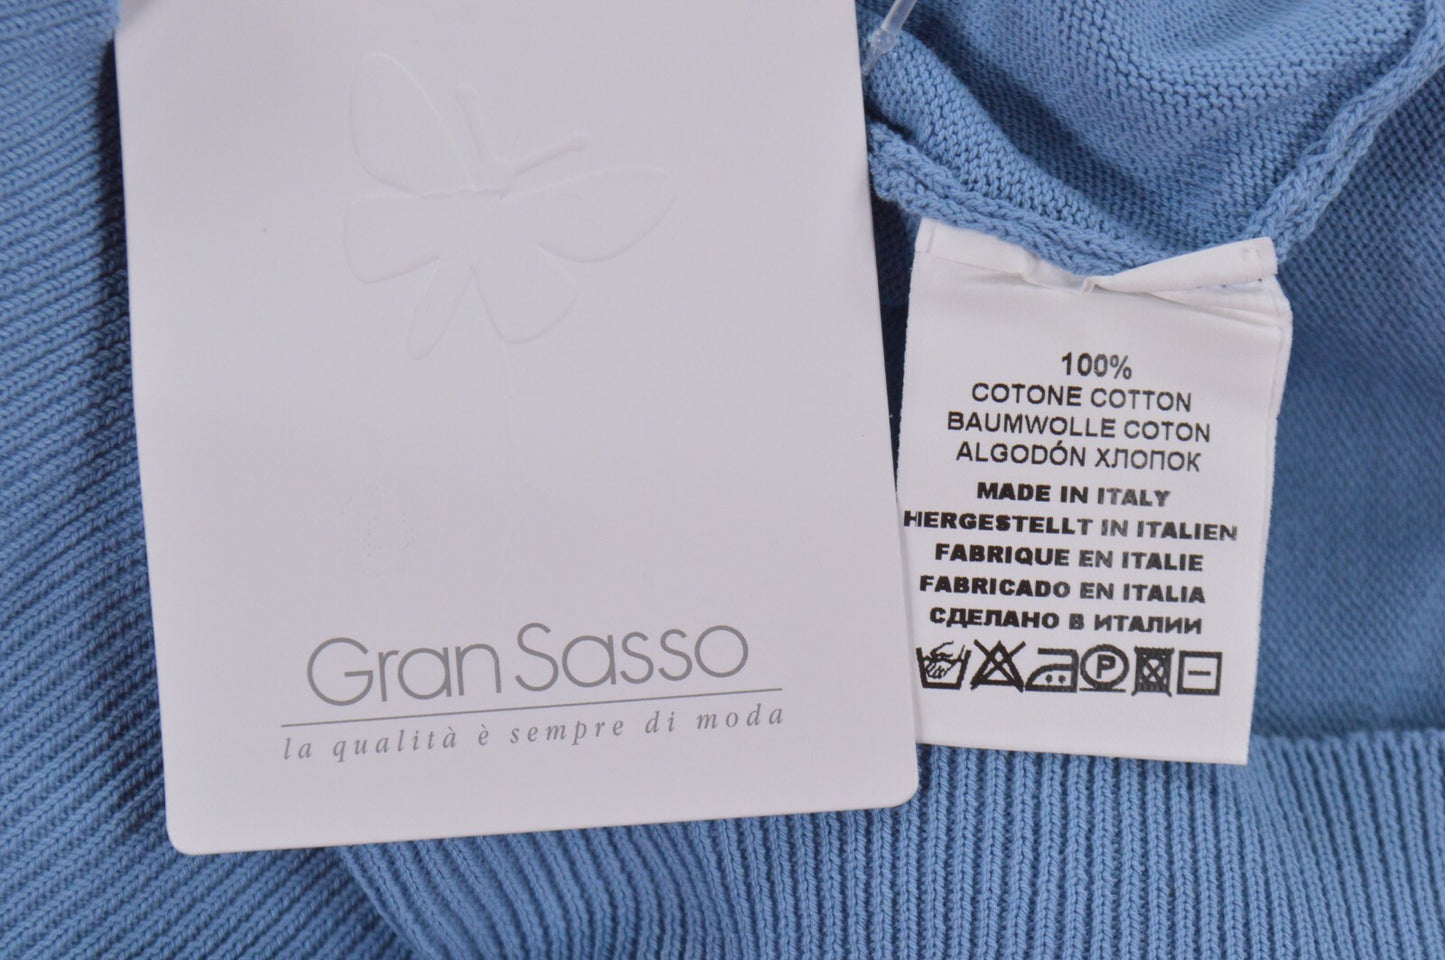 Gran Sasso
la qualità è sempre di moda
100%
COTONE COTTON
BAUMWOLLE COTON
ALGODÓN ХЛОПОК
MADE IN ITALY
HERGESTELLT IN ITALIEN
FABRIQUE EN ITALIE
FABRICADO EN ITALIA
СДЕЛАНО В ИТАЛИИ
P